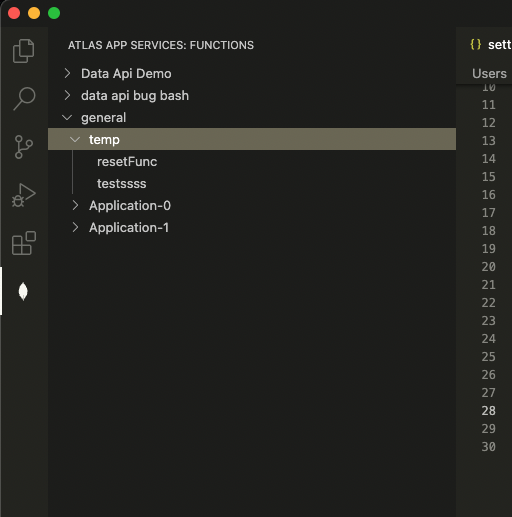 ATLAS APP SERVICES: FUNCTIONS
Data Api Demo
data api bug bash
general
temp
resetFunc
testssss
Application-0
Application-1
{} sett
Users
10
11
12
13
14
15
16
17
18
19
20
21
22
23
24
25
26
27
28
29
30